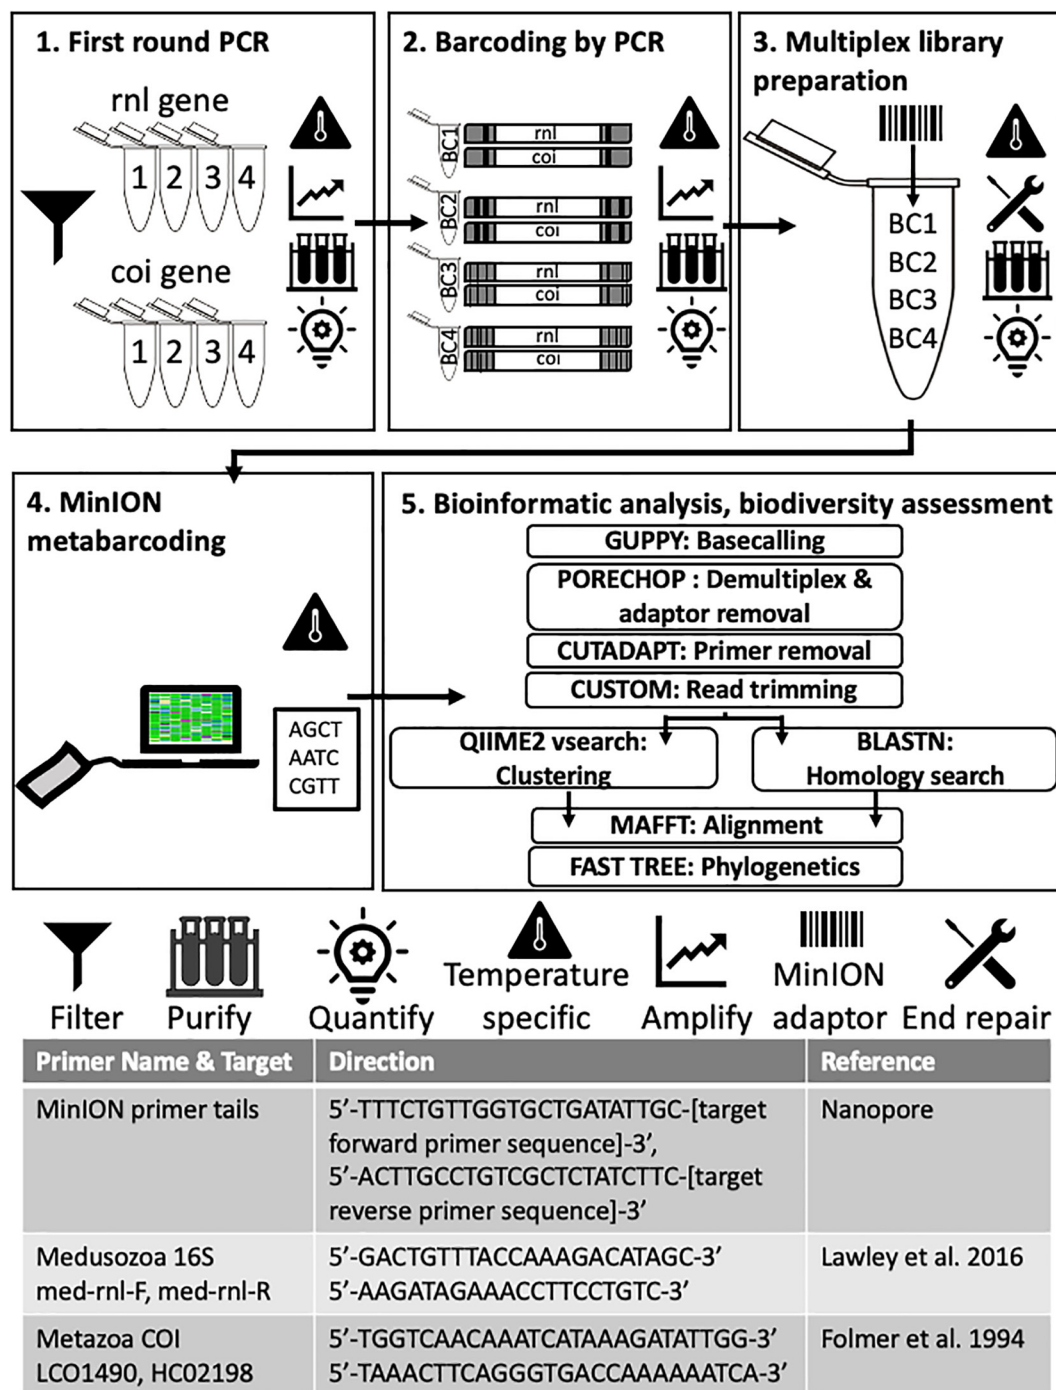 1. First round PCR
rnl gene
1 2 3 4
coi gene
1 2 3 4
2. Barcoding by PCR
BC1
rnl
coi
BC2
rnl
coi
BC3
rnl
coi
BC4
rnl
coi
3. Multiplex library
preparation
BC1
BC2
BC3
BC4
4. MinION
metabarcoding
AGCT
AATC
CGTT
5. Bioinformatic analysis, biodiversity assessment
GUPPY: Basecalling
PORECHOP : Demultiplex &
adaptor removal
CUTADAPT: Primer removal
CUSTOM: Read trimming
QIIME2 vsearch:
Clustering
BLASTN:
Homology search
MAFFT: Alignment
FAST TREE: Phylogenetics
Filter
Purify
Quantify
Temperature
specific
Amplify
MinION
adaptor
End repair
Primer Name & Target Direction Reference
MinION primer tails 5’-TTTCTGTTGGTGCTGATATTGC-[target Nanopore
forward primer sequence]-3’,
5’-ACTTGCCTGTCGCTCTATCTTC-[target
reverse primer sequence]-3’
Medusozoa 16S 5’-GACTGTTTACCAAAGACATAGC-3’ Lawley et al. 2016
med-rnl-F, med-rnl-R 5’-AAGATAGAAACCTTCCTGTC-3’
Metazoa COI 5’-TGGTCAACAAATCATAAAGATATTGG-3’ Folmer et al. 1994
LCO1490, HC02198 5’-TAAACTTCAGGGTGACCAAAAAATCA-3’